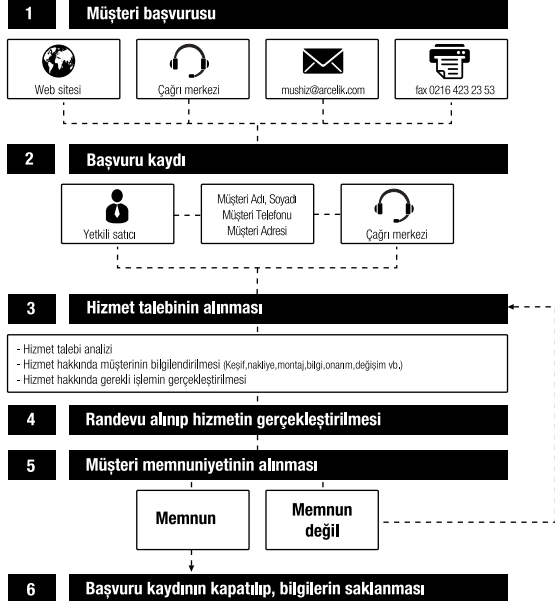 1 Müşteri başvurusu
Web sitesi
Çağrı merkezi
mushiz@arcelik.com
fax 0216 423 23 53
2 Başvuru kaydı
Yetkili satıcı
Müşteri Adı, Soyadı
Müşteri Telefonu
Müşteri Adresi
Çağrı merkezi
3 Hizmet talebinin alınması
- Hizmet talebi analizi
- Hizmet hakkında müşterinin bilgilendirilmesi (Keşif,nakliye,montaj,bilgi,onarım,değişim vb.)
- Hizmet hakkında gerekli işlemin gerçekleştirilmesi
4 Randevu alınıp hizmetin gerçekleştirilmesi
5 Müşteri memnuniyetinin alınması
Memnun
Memnun
değil
6 Başvuru kaydının kapatılıp, bilgilerin saklanması